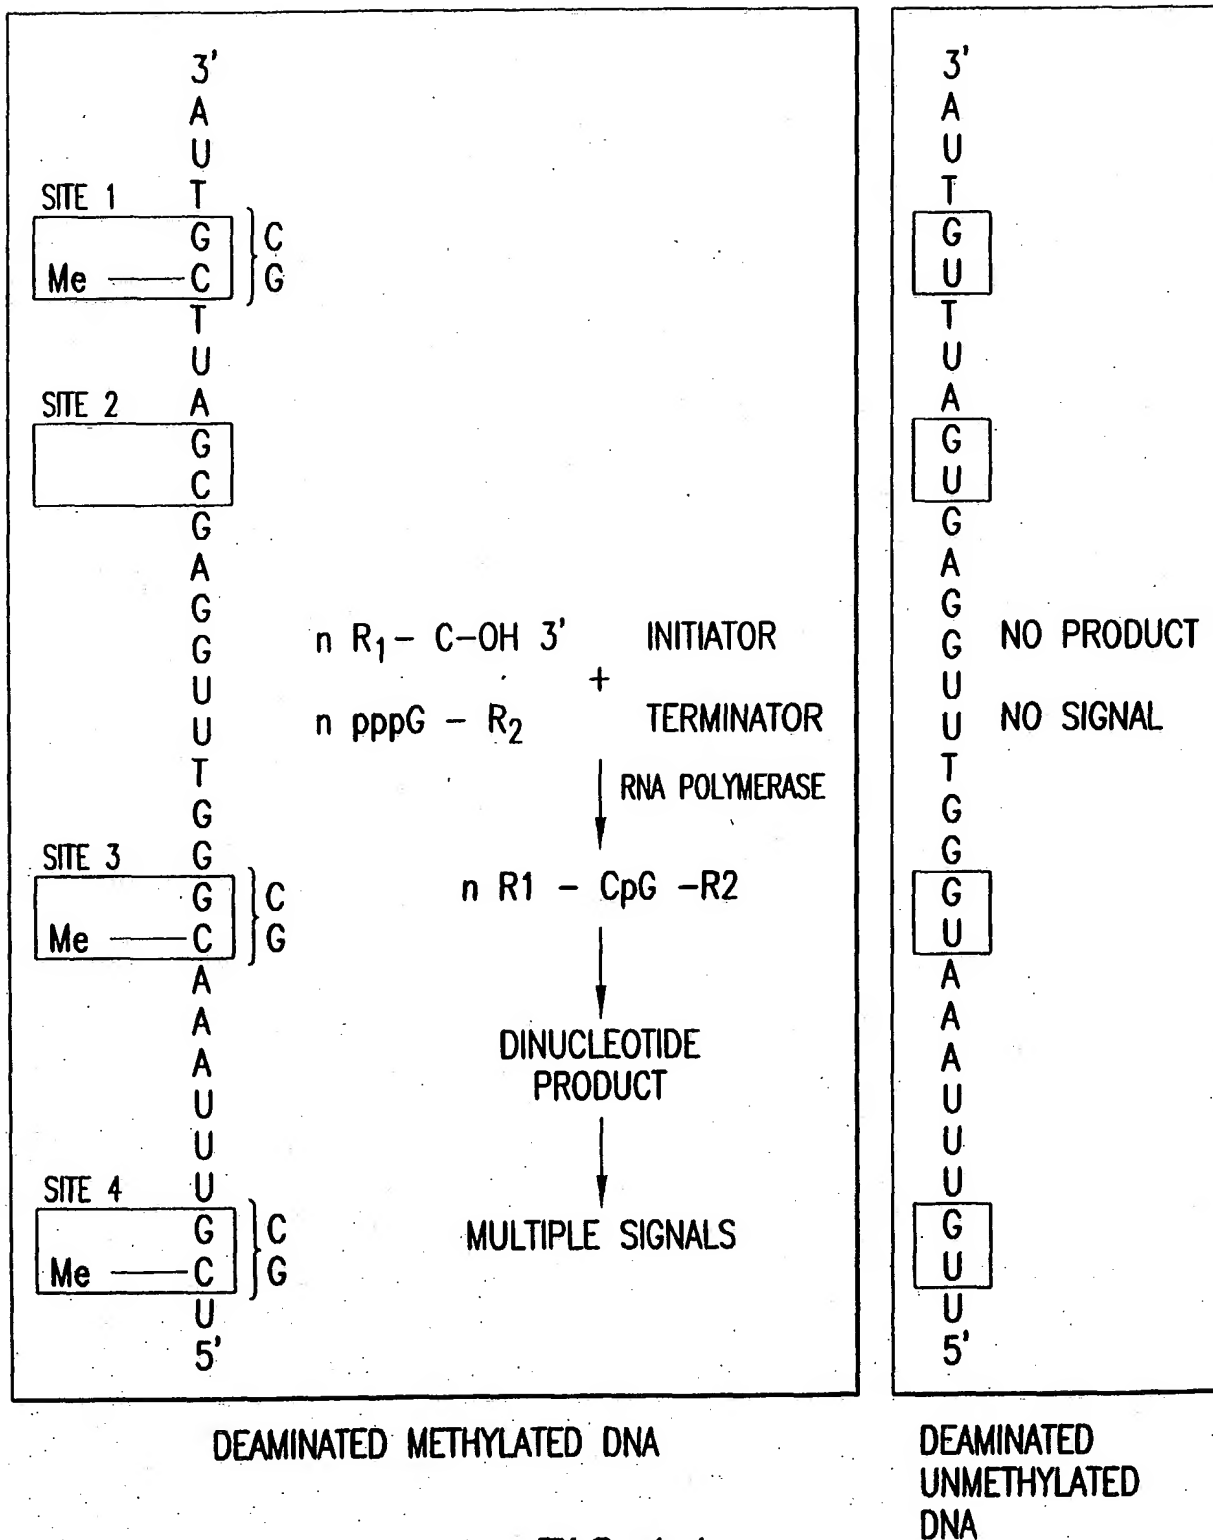 3'
A
U
T
SITE 1
G C
Me C G
T
U
SITE 2
A
G
C
G
A
G
G
U
U
T
G
SITE 3
G
G C
Me C G
A
A
A
U
U
SITE 4
U
G C
Me C G
U
5'
n R1 – C–OH 3' INITIATOR
+
n pppG – R2 TERMINATOR
RNA POLYMERASE
n R1 – CpG –R2
DINUCLEOTIDE
PRODUCT
MULTIPLE SIGNALS
DEAMINATED METHYLATED DNA
3'
A
U
T
G
U
T
U
A
G
U
G
A
G
G
U
U
T
G
G
G
U
A
A
A
U
U
U
G
U
U
5'
NO PRODUCT
NO SIGNAL
DEAMINATED
UNMETHYLATED
DNA